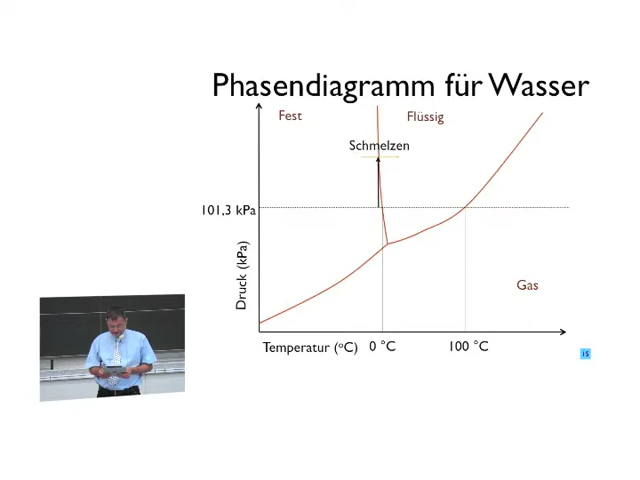 Phasendiagramm für Wasser
Fest
Flüssig
Schmelzen
101,3 kPa
Druck (kPa)
Gas
Temperatur (°C)
0 °C
100 °C
15